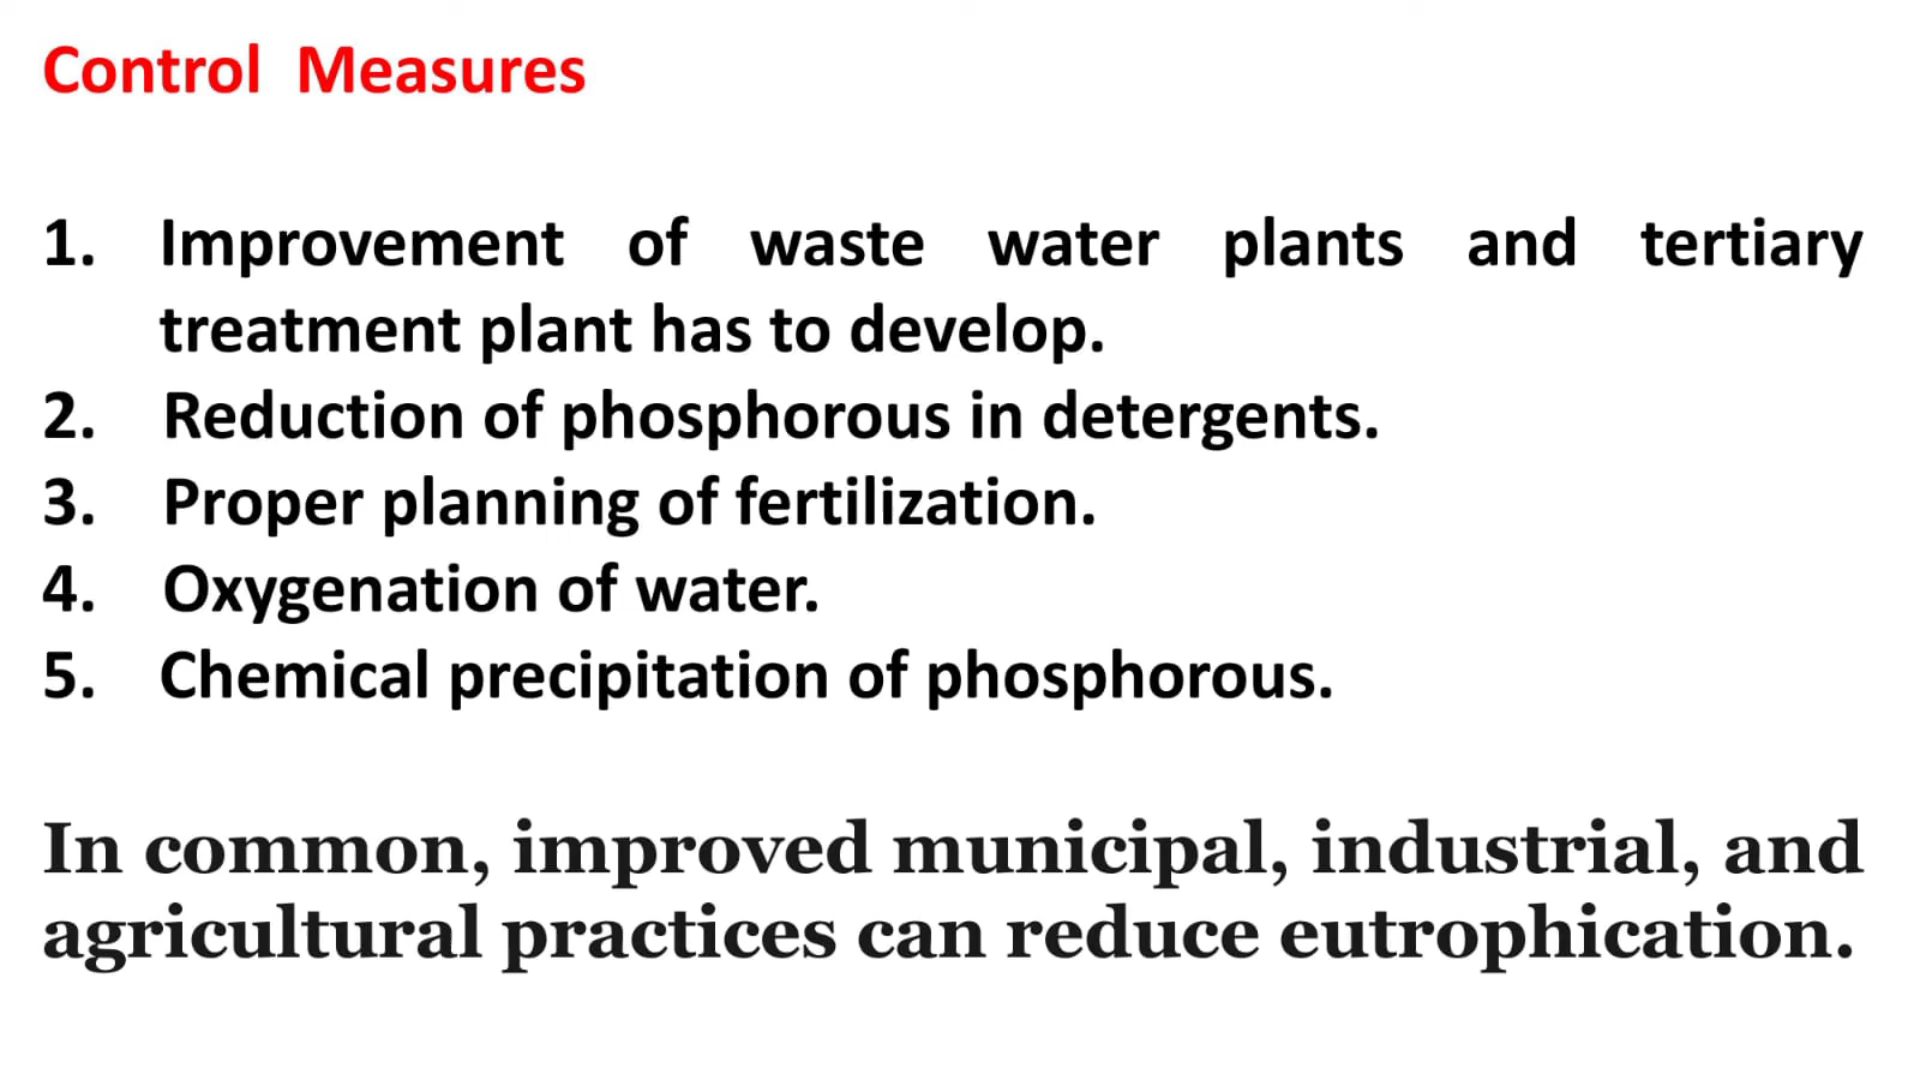 Control Measures
1. Improvement of waste water plants and tertiary
treatment plant has to develop.
2. Reduction of phosphorous in detergents.
3. Proper planning of fertilization.
4. Oxygenation of water.
5. Chemical precipitation of phosphorous.
In common, improved municipal, industrial, and
agricultural practices can reduce eutrophication.